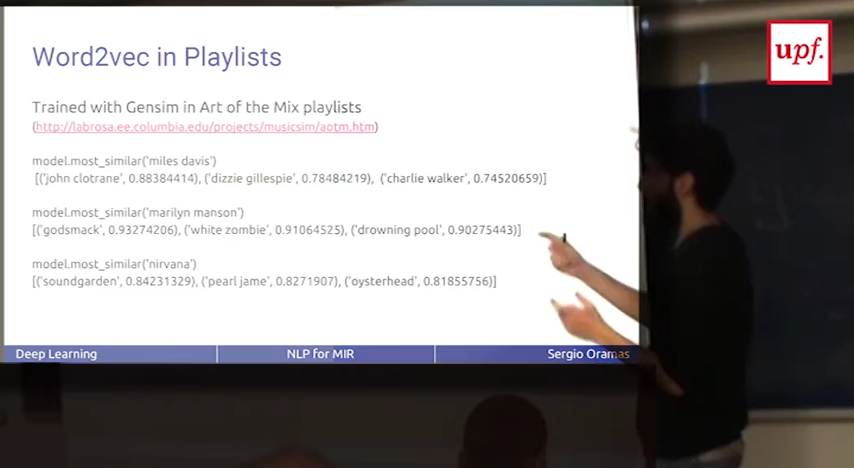 Word2vec in Playlists
upf.
Trained with Gensim in Art of the Mix playlists
(http://labrosa.ee.columbia.edu/projects/musicsim/aotm.htm)
model.most_similar('miles davis')
[('john clotrane', 0.88384414), ('dizzie gillespie', 0.78484219), ('charlie walker', 0.74520659)]
model.most_similar('marilyn manson')
[('godsmack', 0.93274206), ('white zombie', 0.91064525), ('drowning pool', 0.90275443)]
model.most_similar('nirvana')
[('soundgarden', 0.84231329), ('pearl jame', 0.8271907), ('oysterhead', 0.81855756)]
Deep Learning NLP for MIR Sergio Oramas